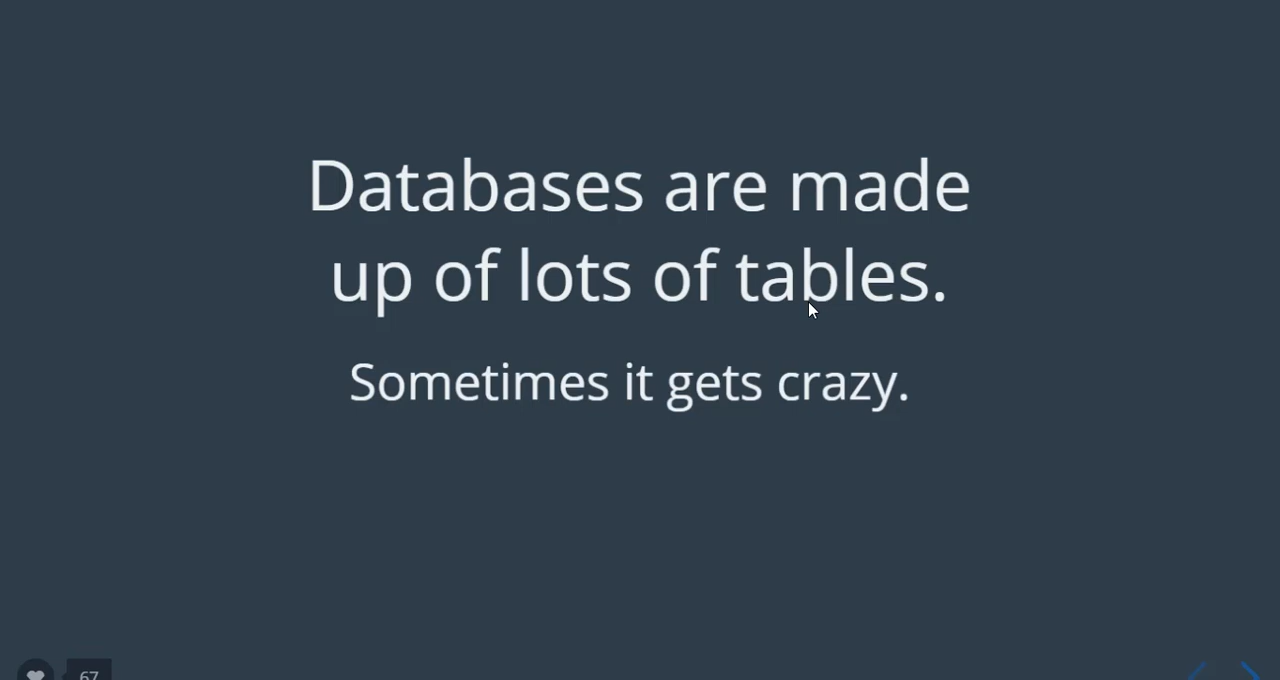 Databases are made
up of lots of tables.
Sometimes it gets crazy.
67